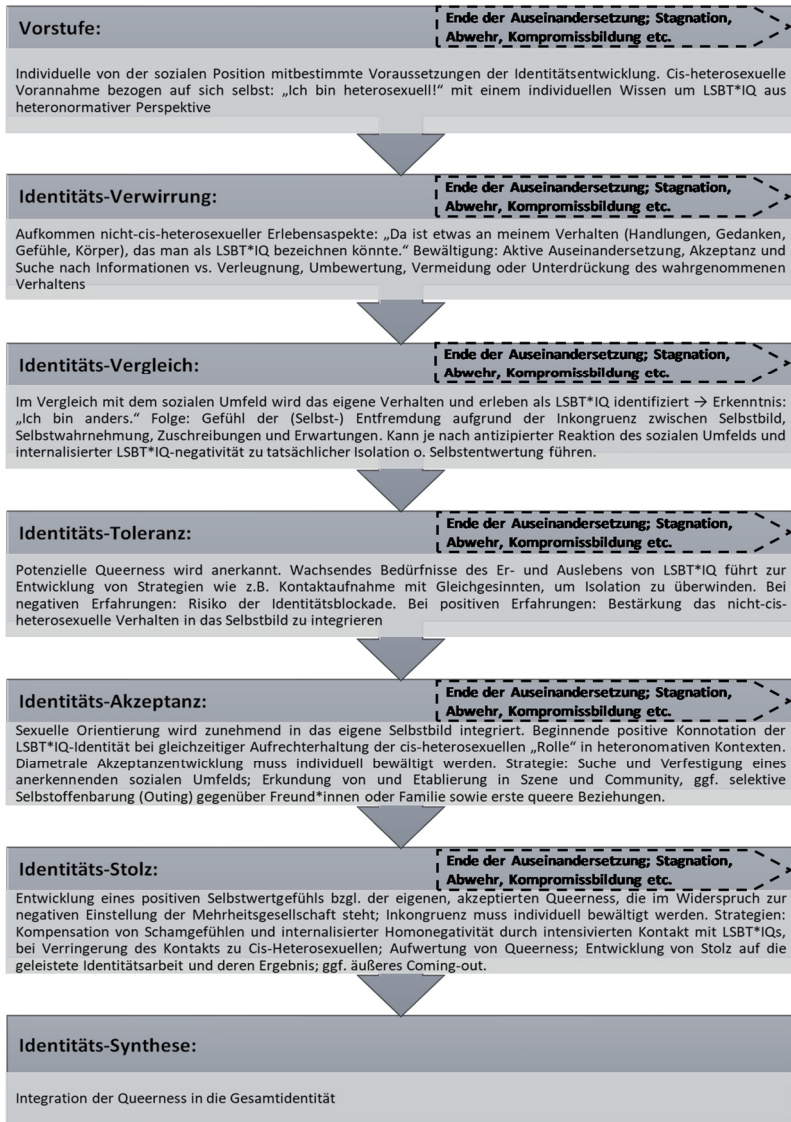 Vorstufe:
Ende der Auseinandersetzung; Stagnation,
Abwehr, Kompromissbildung etc.
Individuelle von der sozialen Position mitbestimmte Voraussetzungen der Identitätsentwicklung. Cis-heterosexuelle
Vorannahme bezogen auf sich selbst: „Ich bin heterosexuell!" mit einem individuellen Wissen um LSBT*IQ aus
heteronormativer Perspektive
Identitäts-Verwirrung:
Ende der Auseinandersetzung; Stagnation,
Abwehr, Kompromissbildung etc.
Aufkommen nicht-cis-heterosexueller Erlebensaspekte: „Da ist etwas an meinem Verhalten (Handlungen, Gedanken,
Gefühle, Körper), das man als LSBT*IQ bezeichnen könnte." Bewältigung: Aktive Auseinandersetzung, Akzeptanz und
Suche nach Informationen vs. Verleugnung, Umbewertung, Vermeidung oder Unterdrückung des wahrgenommenen
Verhaltens
Identitäts-Vergleich:
Ende der Auseinandersetzung; Stagnation,
Abwehr, Kompromissbildung etc.
Im Vergleich mit dem sozialen Umfeld wird das eigene Verhalten und erleben als LSBT*IQ identifiziert → Erkenntnis:
„Ich bin anders." Folge: Gefühl der (Selbst-) Entfremdung aufgrund der Inkongruenz zwischen Selbstbild,
Selbstwahrnehmung, Zuschreibungen und Erwartungen. Kann je nach antizipierter Reaktion des sozialen Umfelds und
internalisierter LSBT*IQ-negativität zu tatsächlicher Isolation o. Selbstentwertung führen.
Identitäts-Toleranz:
Ende der Auseinandersetzung; Stagnation,
Abwehr, Kompromissbildung etc.
Potenzielle Queerness wird anerkannt. Wachsendes Bedürfnisse des Er- und Auslebens von LSBT*IQ führt zur
Entwicklung von Strategien wie z.B. Kontaktaufnahme mit Gleichgesinnten, um Isolation zu überwinden. Bei
negativen Erfahrungen: Risiko der Identitätsblockade. Bei positiven Erfahrungen: Bestärkung das nicht-cis-
heterosexuelle Verhalten in das Selbstbild zu integrieren
Identitäts-Akzeptanz:
Ende der Auseinandersetzung; Stagnation,
Abwehr, Kompromissbildung etc.
Sexuelle Orientierung wird zunehmend in das eigene Selbstbild integriert. Beginnende positive Konnotation der
LSBT*IQ-Identität bei gleichzeitiger Aufrechterhaltung der cis-heterosexuellen „Rolle" in heteronomativen Kontexten.
Diametrale Akzeptanzentwicklung muss individuell bewältigt werden. Strategie: Suche und Verfestigung eines
anerkennenden sozialen Umfelds; Erkundung von und Etablierung in Szene und Community, ggf. selektive
Selbstoffenbarung (Outing) gegenüber Freund*innen oder Familie sowie erste queere Beziehungen.
Identitäts-Stolz:
Ende der Auseinandersetzung; Stagnation,
Abwehr, Kompromissbildung etc.
Entwicklung eines positiven Selbstwertgefühls bzgl. der eigenen, akzeptierten Queerness, die im Widerspruch zur
negativen Einstellung der Mehrheitsgesellschaft steht; Inkongruenz muss individuell bewältigt werden. Strategien:
Kompensation von Schamgefühlen und internalisierter Homonegativität durch intensivierten Kontakt mit LSBT*IQs,
bei Verringerung des Kontakts zu Cis-Heterosexuellen; Aufwertung von Queerness; Entwicklung von Stolz auf die
geleistete Identitätsarbeit und deren Ergebnis; ggf. äußeres Coming-out.
Identitäts-Synthese:
Integration der Queerness in die Gesamtidentität